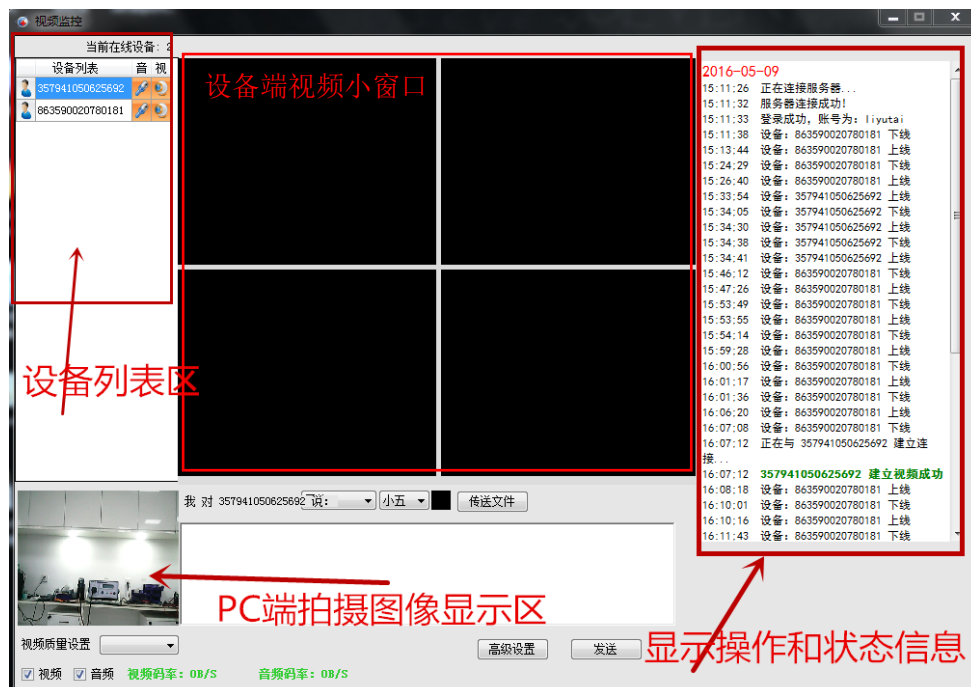 视频监控
当前在线设备: 2
设备列表 音 视
357941050625692
863590020780181
设备端视频小窗口
设备列表区
2016-05-09
15:11:26 正在连接服务器...
15:11:32 服务器连接成功!
15:11:33 登录成功, 账号为: liyutai
15:11:38 设备: 863590020780181 下线
15:13:44 设备: 863590020780181 上线
15:24:29 设备: 863590020780181 下线
15:26:40 设备: 863590020780181 上线
15:33:54 设备: 357941050625692 上线
15:34:05 设备: 357941050625692 下线
15:34:30 设备: 357941050625692 上线
15:34:38 设备: 357941050625692 下线
15:34:41 设备: 357941050625692 上线
15:46:12 设备: 863590020780181 下线
15:47:26 设备: 863590020780181 上线
15:53:49 设备: 863590020780181 下线
15:53:55 设备: 863590020780181 上线
15:54:14 设备: 863590020780181 下线
15:59:28 设备: 863590020780181 上线
16:00:56 设备: 863590020780181 下线
16:01:17 设备: 863590020780181 上线
16:01:36 设备: 863590020780181 下线
16:06:20 设备: 863590020780181 上线
16:07:08 设备: 863590020780181 下线
16:07:12 正在与 357941050625692 建立连
接...
16:07:12 357941050625692 建立视频成功
16:08:18 设备: 863590020780181 上线
16:10:01 设备: 863590020780181 下线
16:10:16 设备: 863590020780181 上线
16:11:43 设备: 863590020780181 下线
我 对 357941050625692 说: 小五 传送文件
PC端拍摄图像显示区
视频质量设置 高级设置 发送
显示操作和状态信息
视频 音频 视频码率: 0B/S 音频码率: 0B/S